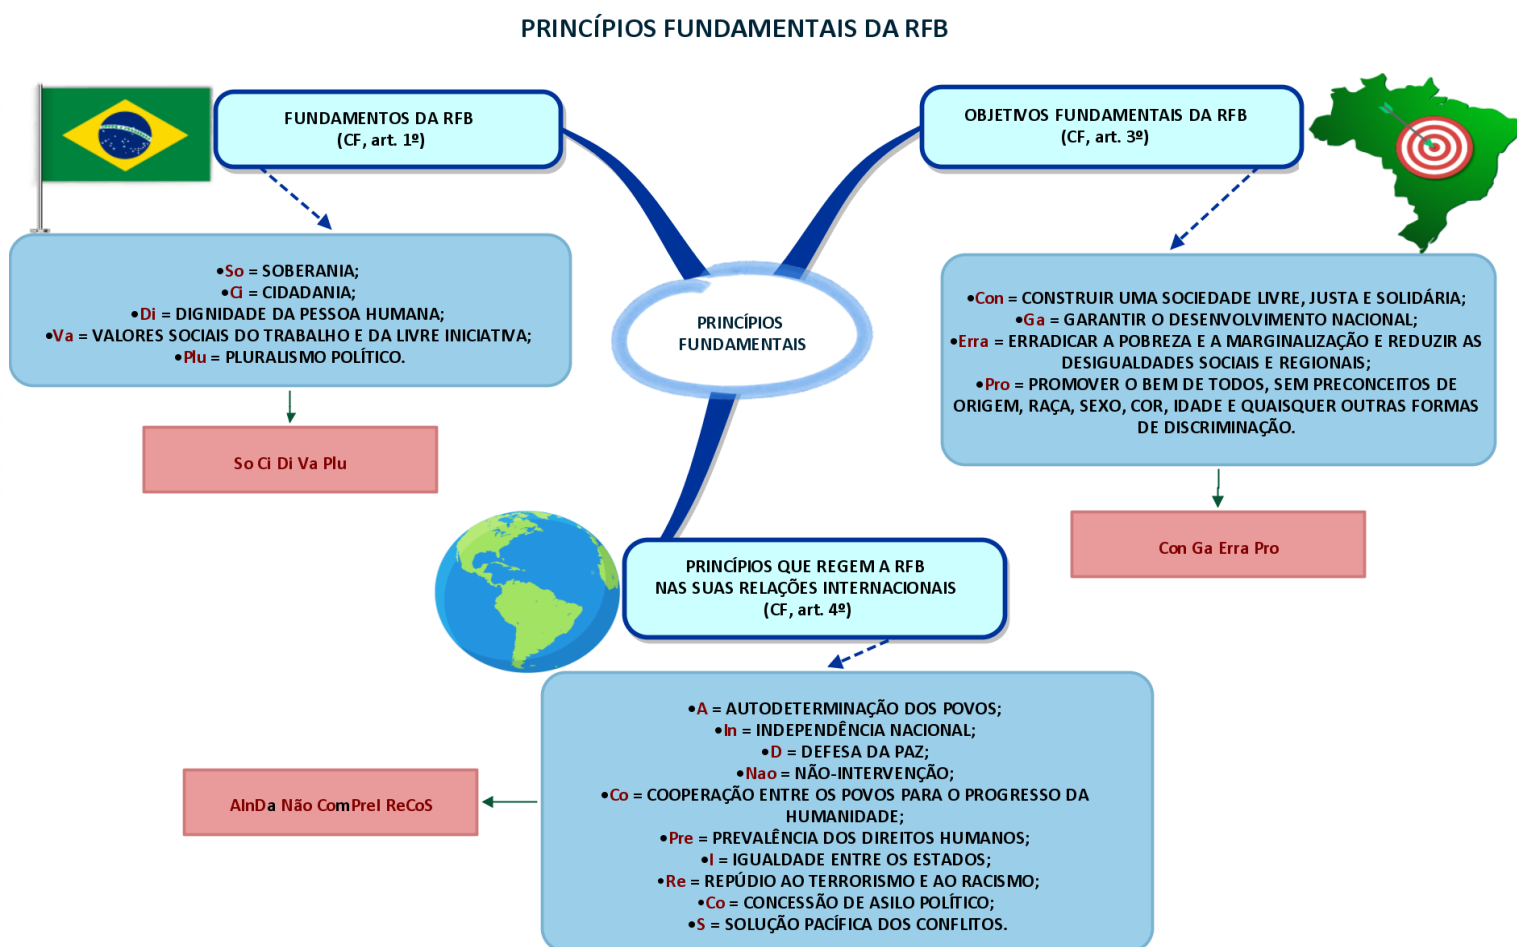 PRINCÍPIOS FUNDAMENTAIS DA RFB
FUNDAMENTOS DA RFB
(CF, art. 1º)
•So = SOBERANIA;
•Ci = CIDADANIA;
•Di = DIGNIDADE DA PESSOA HUMANA;
•Va = VALORES SOCIAIS DO TRABALHO E DA LIVRE INICIATIVA;
•Plu = PLURALISMO POLÍTICO.
So Ci Di Va Plu
OBJETIVOS FUNDAMENTAIS DA RFB
(CF, art. 3º)
•Con = CONSTRUIR UMA SOCIEDADE LIVRE, JUSTA E SOLIDÁRIA;
•Ga = GARANTIR O DESENVOLVIMENTO NACIONAL;
•Erra = ERRADICAR A POBREZA E A MARGINALIZAÇÃO E REDUZIR AS
DESIGUALDADES SOCIAIS E REGIONAIS;
•Pro = PROMOVER O BEM DE TODOS, SEM PRECONCEITOS DE
ORIGEM, RAÇA, SEXO, COR, IDADE E QUAISQUER OUTRAS FORMAS
DE DISCRIMINAÇÃO.
Con Ga Erra Pro
PRINCÍPIOS
FUNDAMENTAIS
PRINCÍPIOS QUE REGEM A RFB
NAS SUAS RELAÇÕES INTERNACIONAIS
(CF, art. 4º)
•A = AUTODETERMINAÇÃO DOS POVOS;
•In = INDEPENDÊNCIA NACIONAL;
•D = DEFESA DA PAZ;
•Nao = NÃO-INTERVENÇÃO;
•Co = COOPERAÇÃO ENTRE OS POVOS PARA O PROGRESSO DA
HUMANIDADE;
•Pre = PREVALÊNCIA DOS DIREITOS HUMANOS;
•I = IGUALDADE ENTRE OS ESTADOS;
•Re = REPÚDIO AO TERRORISMO E AO RACISMO;
•Co = CONCESSÃO DE ASILO POLÍTICO;
•S = SOLUÇÃO PACÍFICA DOS CONFLITOS.
AInDa Não ComPreI ReCoS